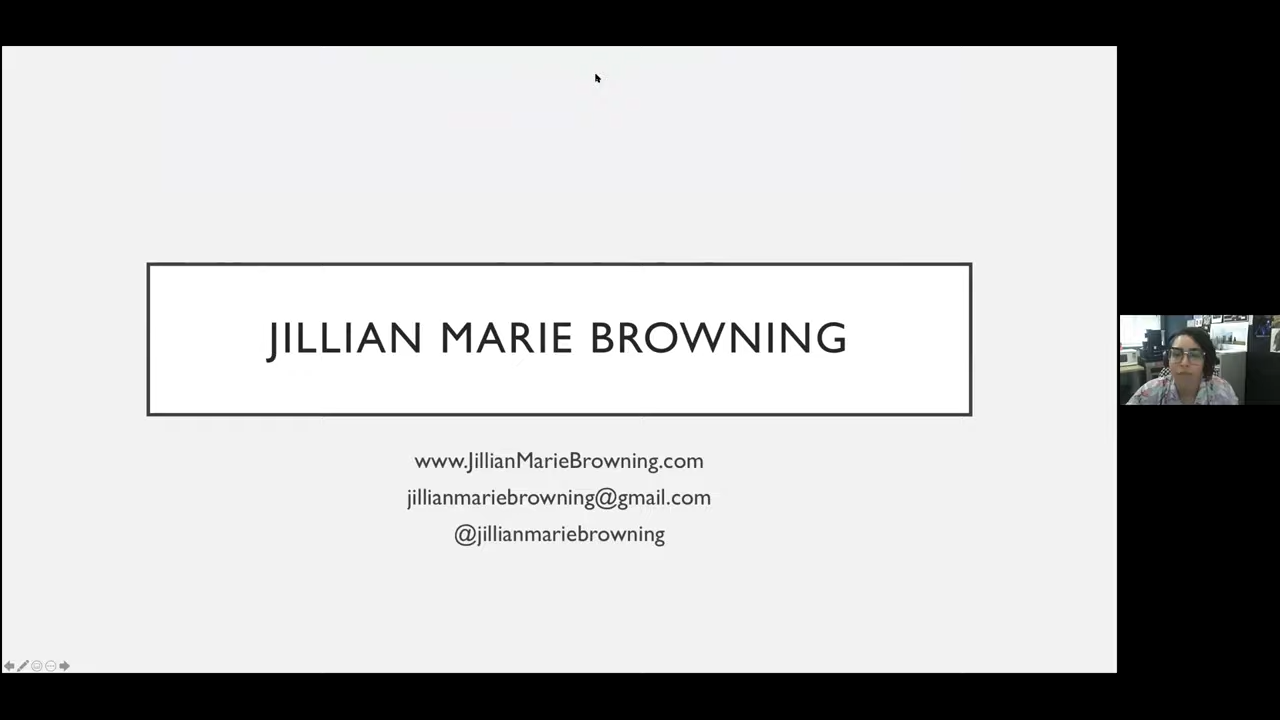 JILLIAN MARIE BROWNING
www.JillianMarieBrowning.com
jillianmariebrowning@gmail.com
@jillianmariebrowning